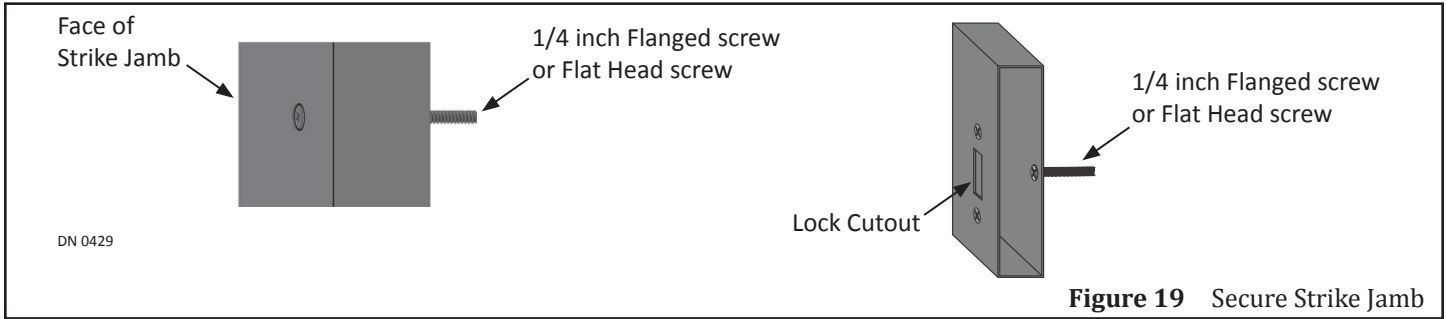 Face of
Strike Jamb
1/4 inch Flanged screw
or Flat Head screw
1/4 inch Flanged screw
or Flat Head screw
Lock Cutout
DN 0429
Figure 19 Secure Strike Jamb